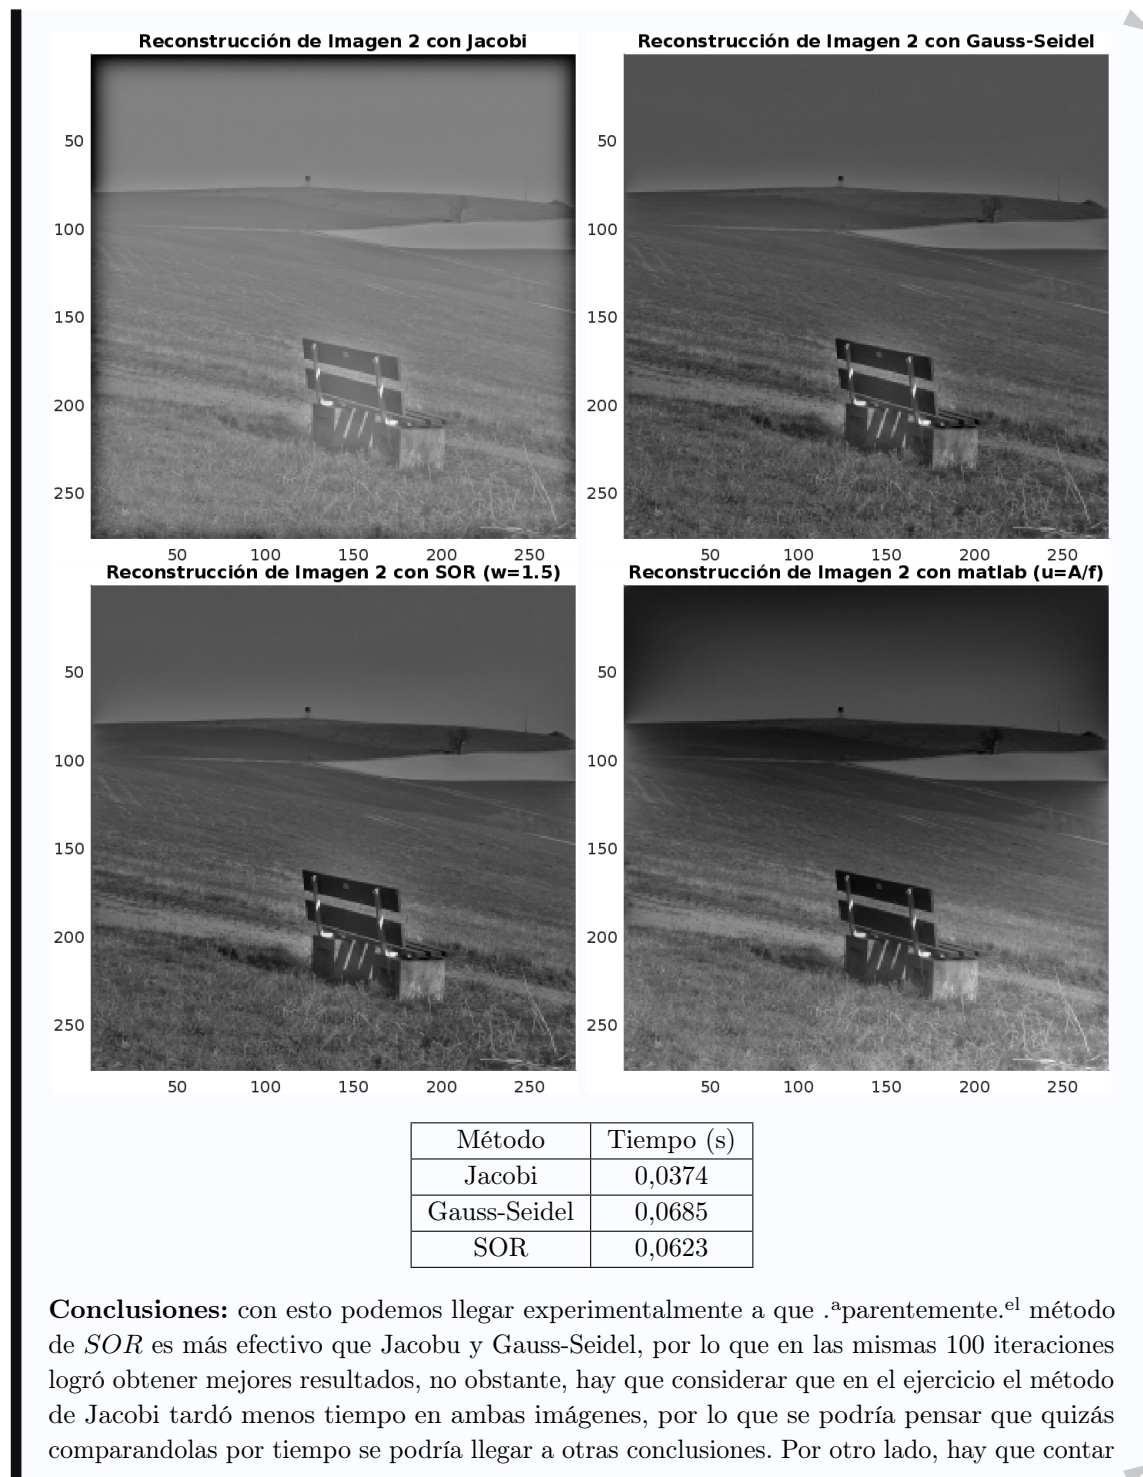 Reconstrucción de Imagen 2 con Jacobi
50
100
150
200
250
50 100 150 200 250
Reconstrucción de Imagen 2 con Gauss-Seidel
50
100
150
200
250
50 100 150 200 250
Reconstrucción de Imagen 2 con SOR (w=1.5)
50
100
150
200
250
50 100 150 200 250
Reconstrucción de Imagen 2 con matlab (u=A/f)
50
100
150
200
250
50 100 150 200 250
Método Tiempo (s)
Jacobi 0,0374
Gauss-Seidel 0,0685
SOR 0,0623
Conclusiones: con esto podemos llegar experimentalmente a que .ªparentemente.ᵉˡ método
de SOR es más efectivo que Jacobu y Gauss-Seidel, por lo que en las mismas 100 iteraciones
logró obtener mejores resultados, no obstante, hay que considerar que en el ejercicio el método
de Jacobi tardó menos tiempo en ambas imágenes, por lo que se podría pensar que quizás
comparandolas por tiempo se podría llegar a otras conclusiones. Por otro lado, hay que contar